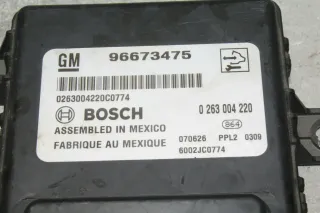 GM 96673475
0263004220C0774
BOSCH 0 263 004 220
ASSEMBLED IN MEXICO 864
FABRIQUE AU MEXIQUE 070626 PPL2 0309
6002JC0774